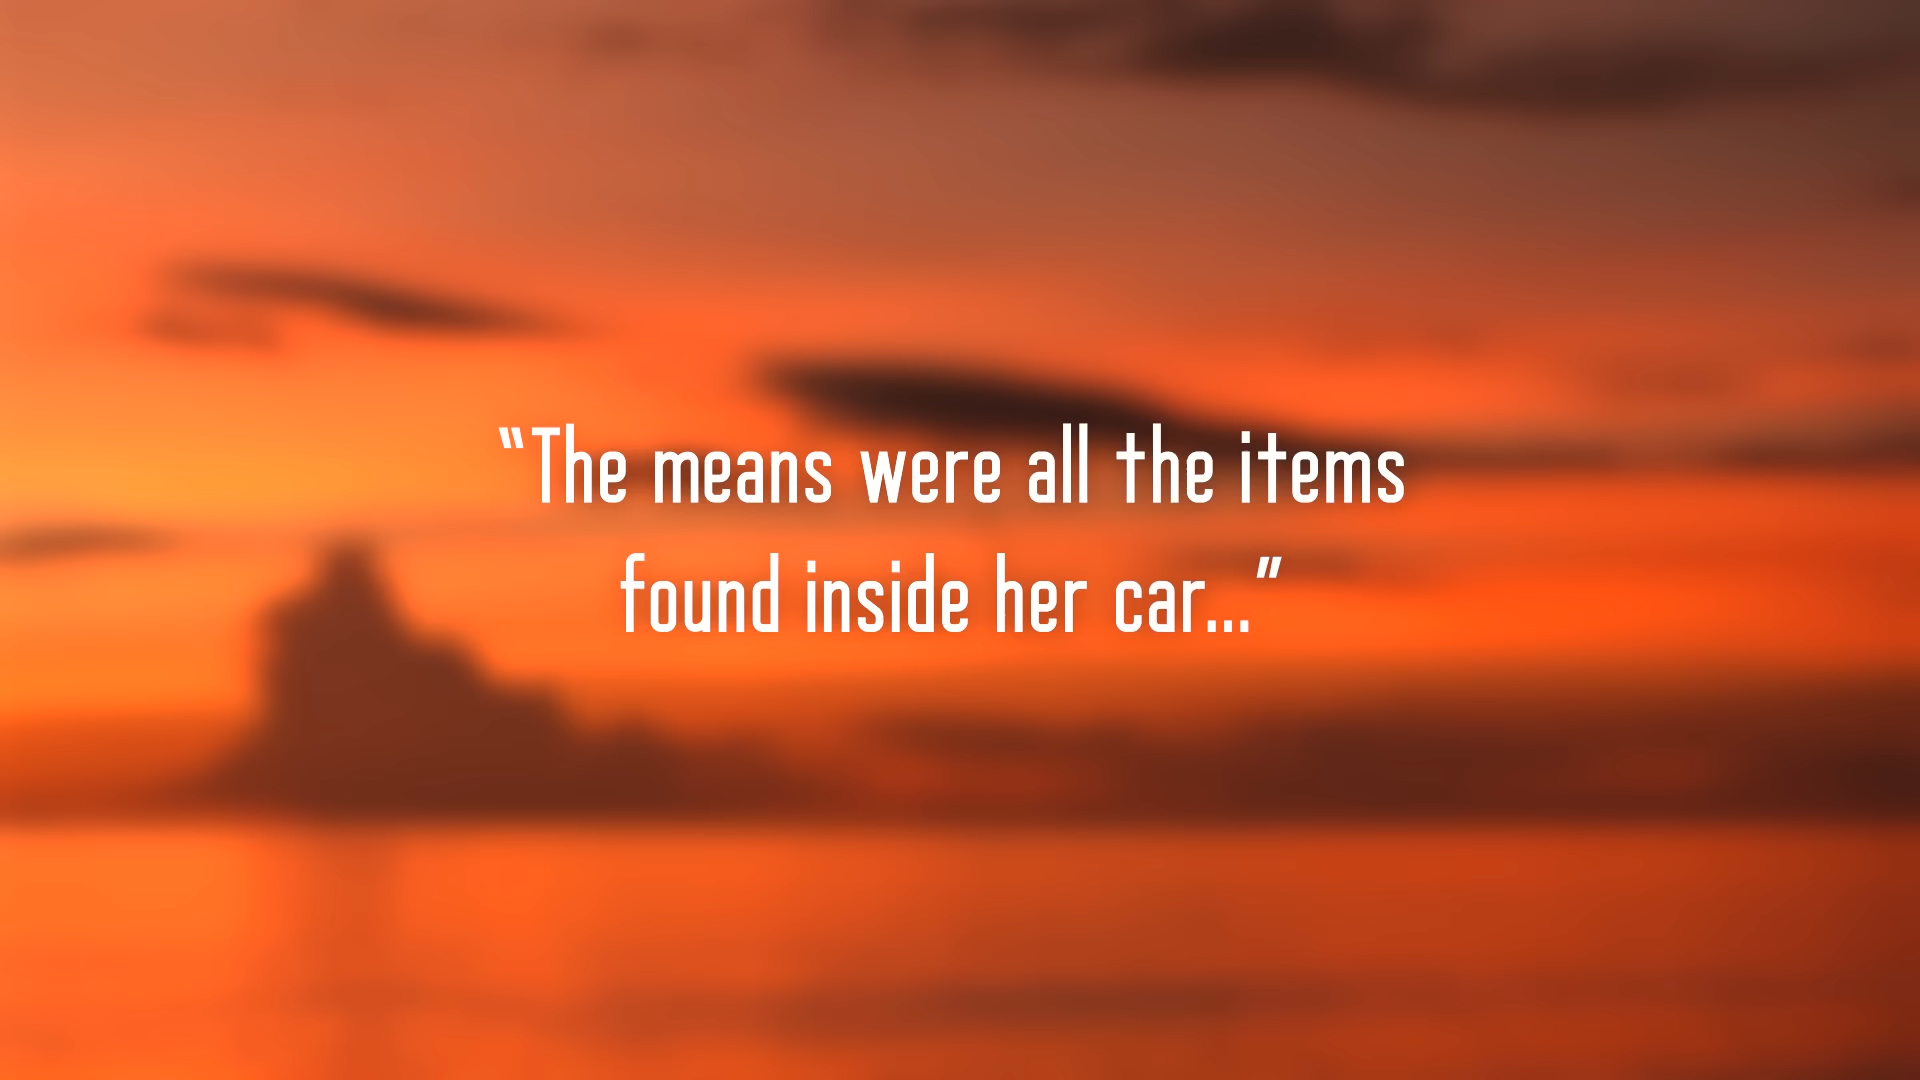 “The means were all the items
found inside her car...”